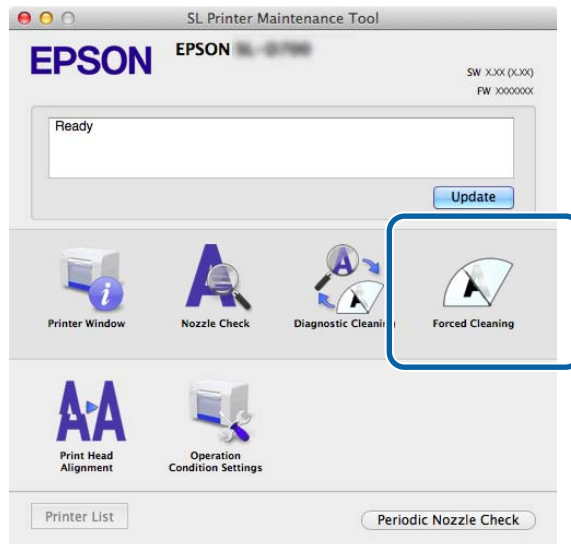 SL Printer Maintenance Tool
EPSON
EPSON
SW X.XX (X.XX)
FW XXXXXXX
Ready
Update
Printer Window
Nozzle Check
Diagnostic Cleaning
Forced Cleaning
Print Head
Alignment
Operation
Condition Settings
Printer List
Periodic Nozzle Check